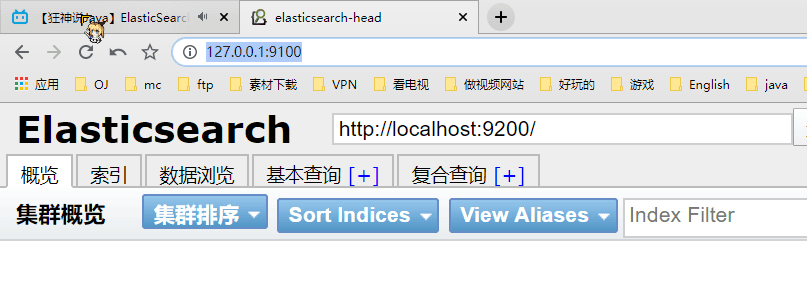 【狂神说Java】ElasticSearch
elasticsearch-head
127.0.0.1:9100
应用 OJ mc ftp 素材下载 VPN 看电视 做视频网站 好玩的 游戏 English java
Elasticsearch http://localhost:9200/
概览 索引 数据浏览 基本查询 [+] 复合查询 [+]
集群概览 集群排序 Sort Indices View Aliases Index Filter